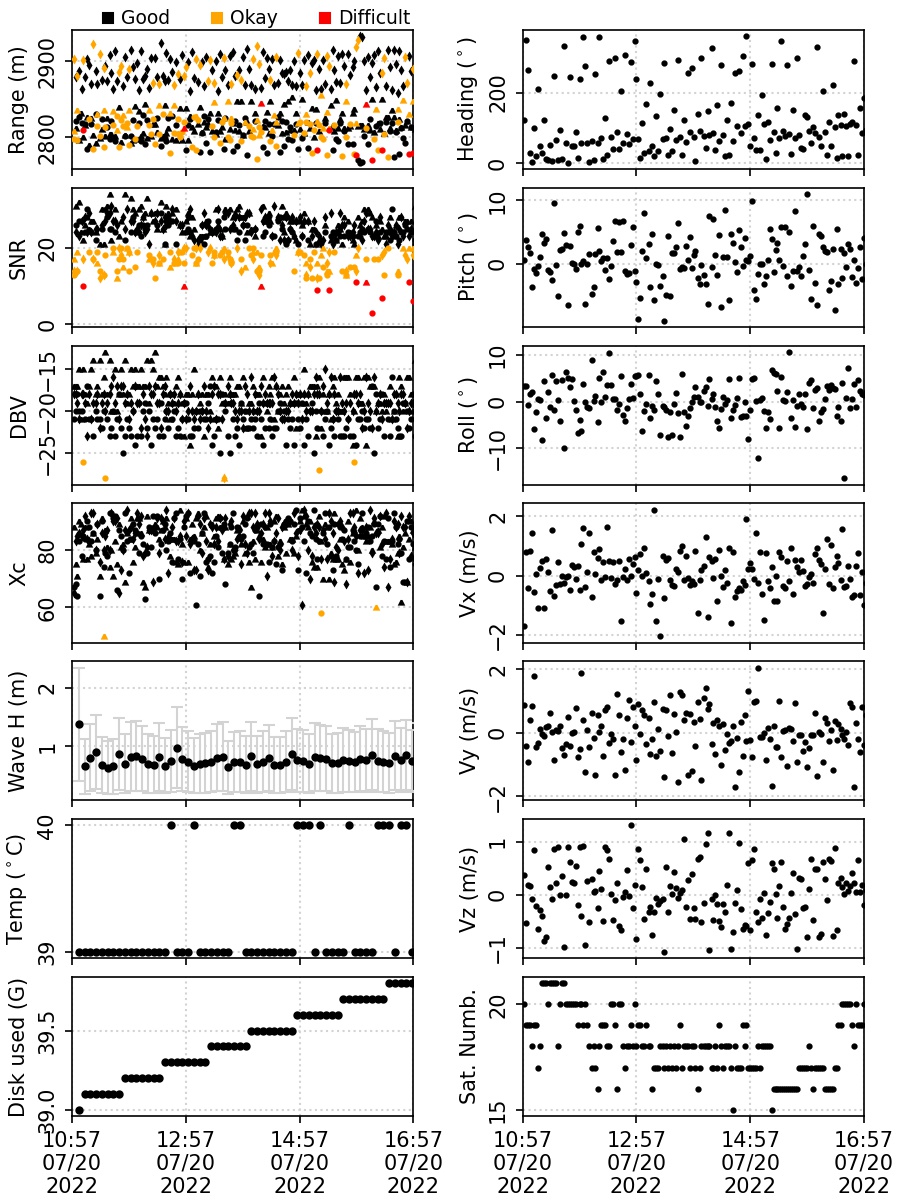 Good Okay Difficult
Range (m)
2900
2800
Heading (°)
200
0
SNR
20
0
Pitch (°)
10
0
DBV
−15
−20
−25
Roll (°)
10
0
−10
Xc
80
60
Vx (m/s)
2
0
−2
Wave H (m)
2
1
Vy (m/s)
2
0
−2
Temp (°C)
40
39
Vz (m/s)
1
0
−1
Disk used (G)
39.5
39.0
Sat. Numb.
20
15
10:57 12:57 14:57 16:57
07/20 07/20 07/20 07/20
2022 2022 2022 2022
10:57 12:57 14:57 16:57
07/20 07/20 07/20 07/20
2022 2022 2022 2022